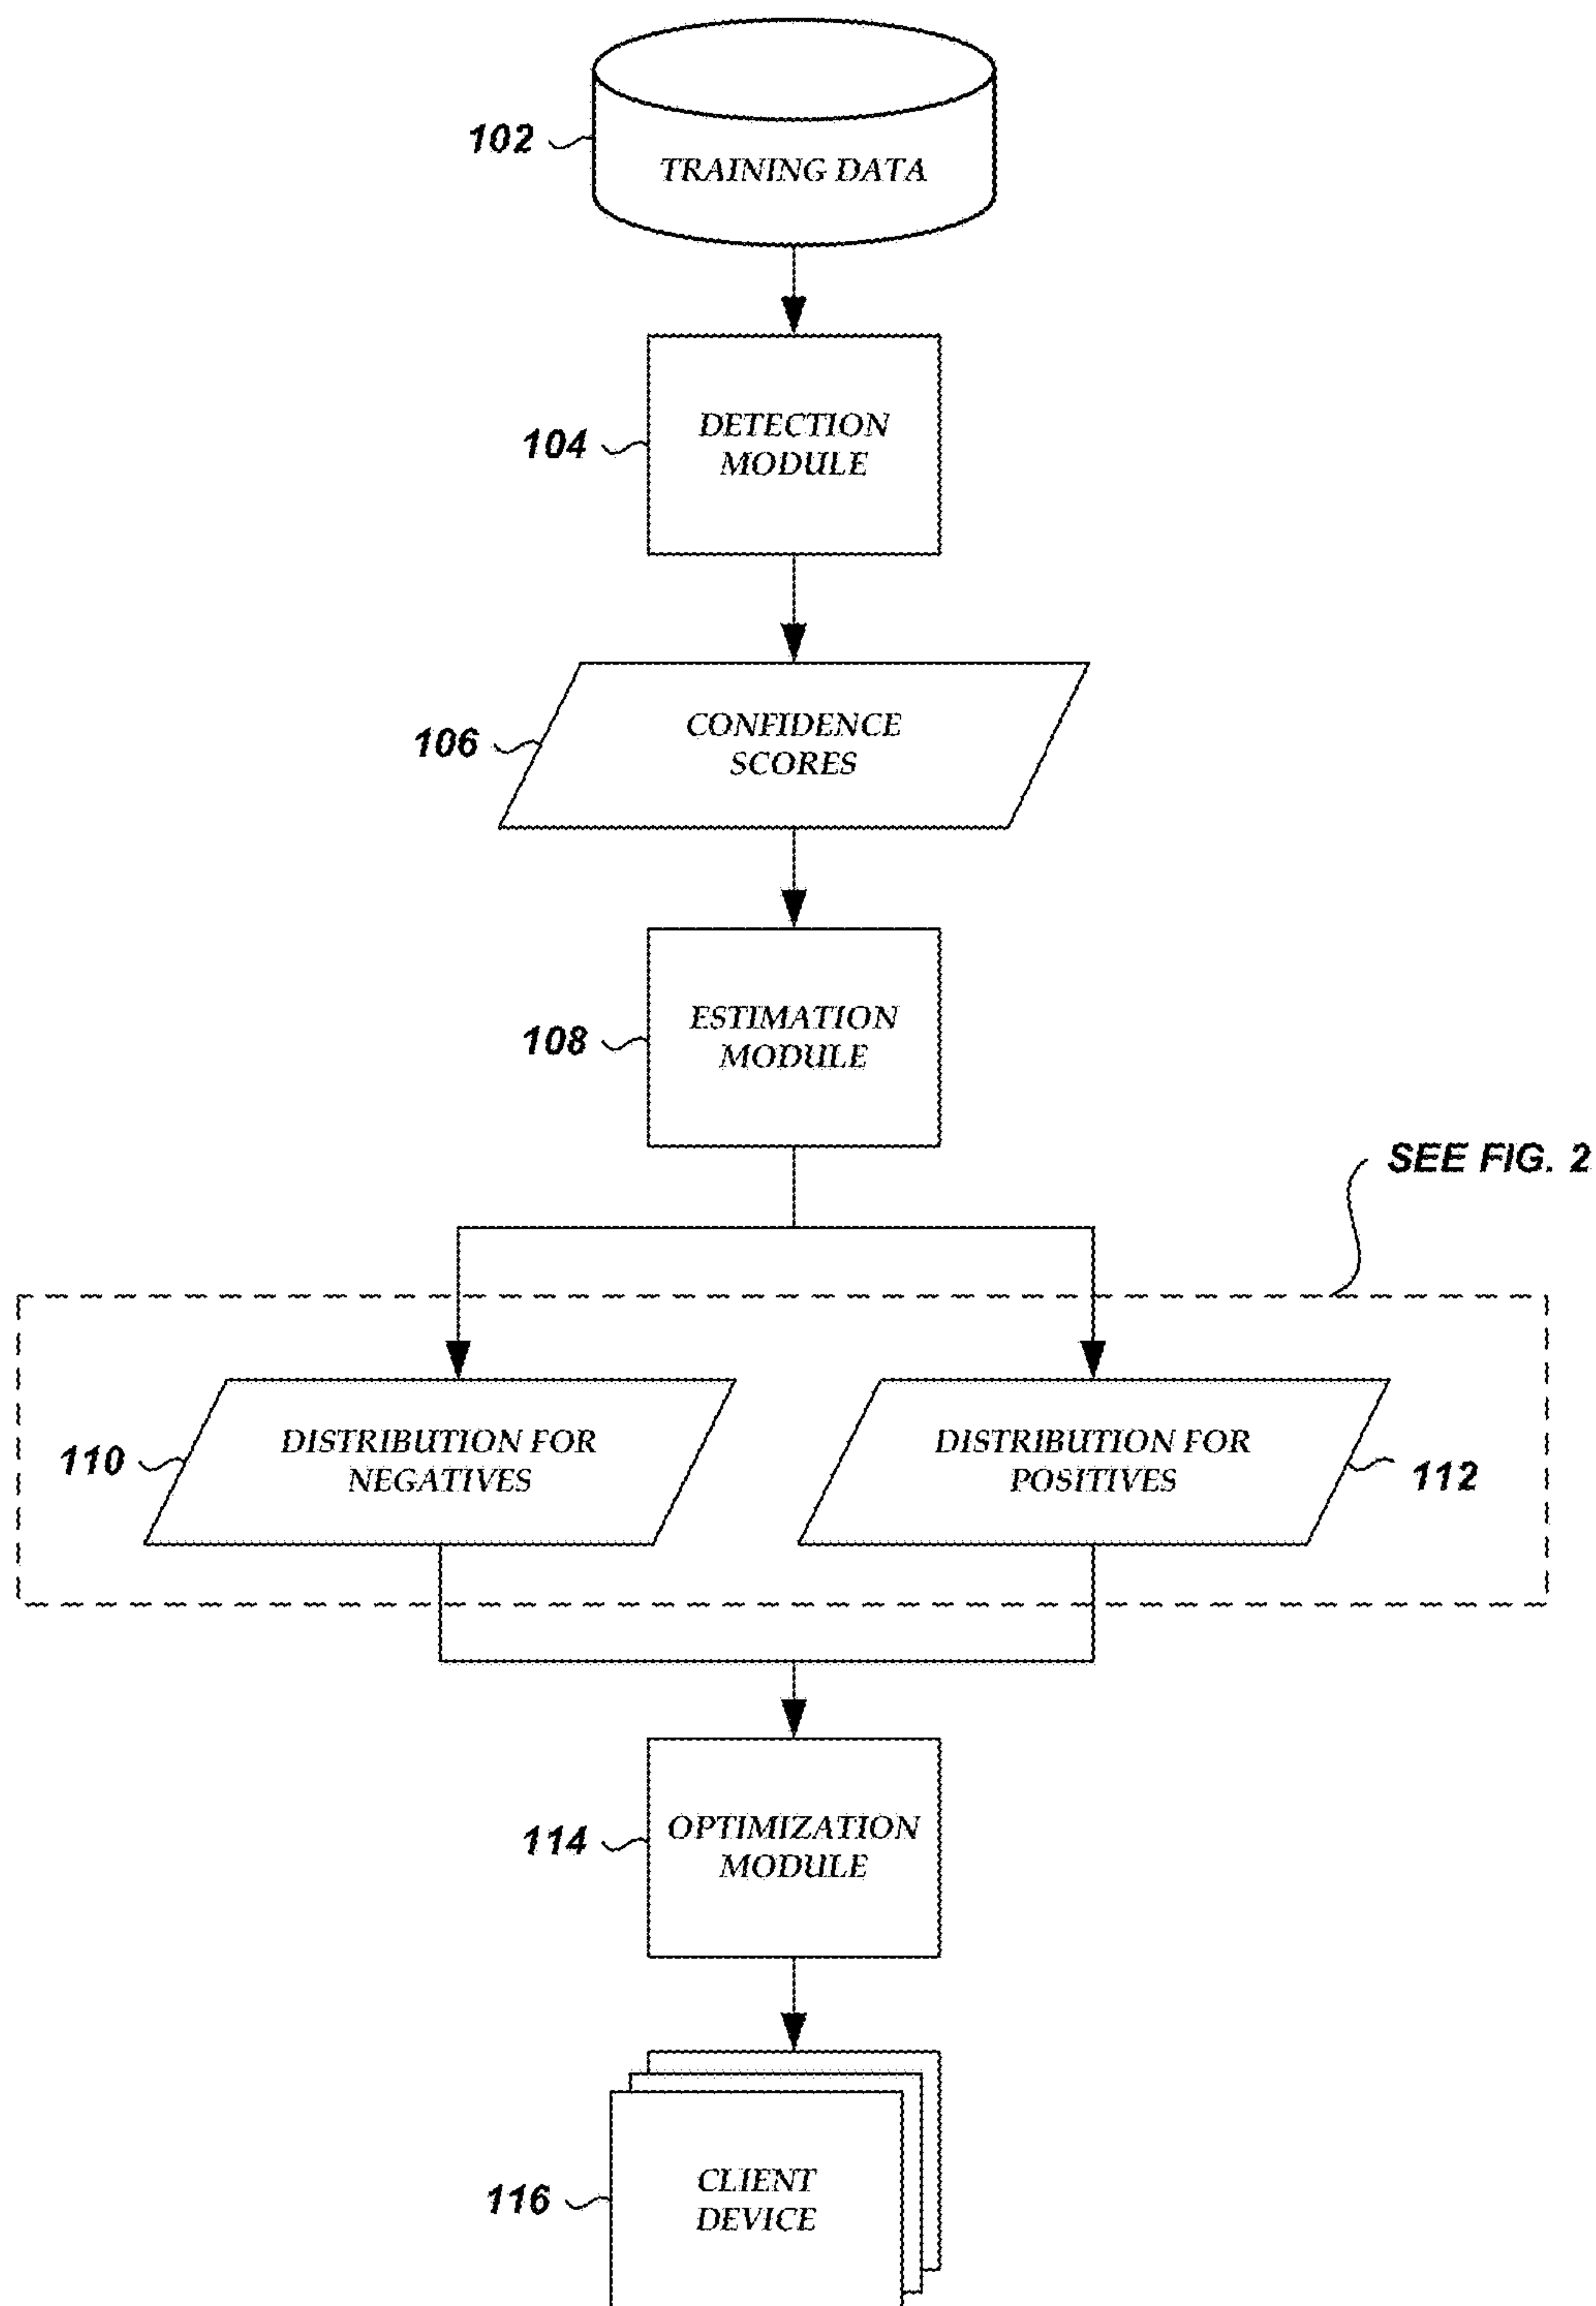 102
TRAINING DATA
104
DETECTION
MODULE
106
CONFIDENCE
SCORES
108
ESTIMATION
MODULE
SEE FIG. 2
110
DISTRIBUTION FOR
NEGATIVES
DISTRIBUTION FOR
POSITIVES
112
114
OPTIMIZATION
MODULE
116
CLIENT
DEVICE